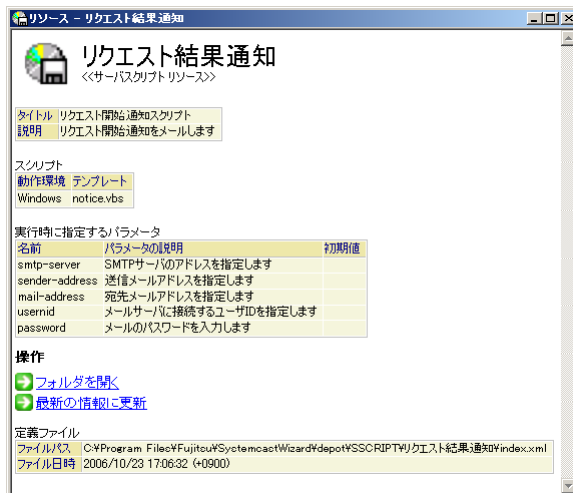 リソース - リクエスト結果通知
リクエスト結果通知
<<サーバスクリプト リソース>>
タイトル リクエスト開始通知スクリプト
説明 リクエスト開始通知をメールします
スクリプト
動作環境 テンプレート
Windows notice.vbs
実行時に指定するパラメータ
名前 パラメータの説明 初期値
smtp-server SMTPサーバのアドレスを指定します
sender-address 送信メールアドレスを指定します
mail-address 宛先メールアドレスを指定します
usernid メールサーバに接続するユーザIDを指定します
password メールのパスワードを入力します
操作
フォルダを開く
最新の情報に更新
定義ファイル
ファイルパス C:¥Program Files¥Fujitsu¥SystemcastWizard¥depot¥SSCRIPT¥リクエスト結果通知¥index.xml
ファイル日時 2006/10/23 17:06:32 (+0900)